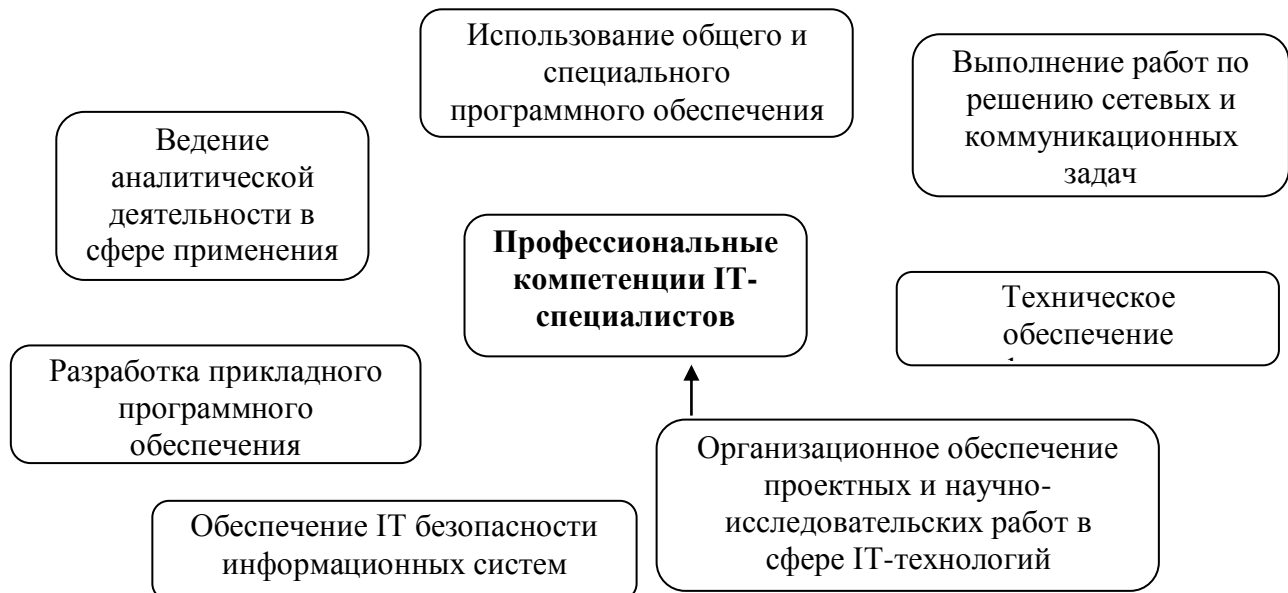 Использование общего и
специального
программного обеспечения
Выполнение работ по
решению сетевых и
коммуникационных
задач
Ведение
аналитической
деятельности в
сфере применения
Профессиональные
компетенции IT-
специалистов
Техническое
обеспечение
Разработка прикладного
программного
обеспечения
Организационное обеспечение
проектных и научно-
исследовательских работ в
сфере IT-технологий
Обеспечение IT безопасности
информационных систем